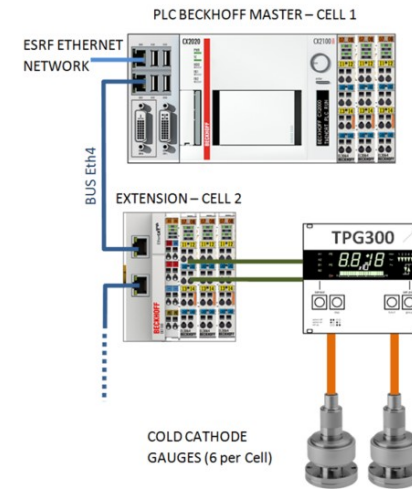 PLC BECKHOFF MASTER – CELL 1
ESRF ETHERNET
NETWORK
CX2020
CX2100
BECKHOFF
BUS Eth4
EXTENSION – CELL 2
BECKHOFF
TPG300
COLD CATHODE
GAUGES (6 per Cell)